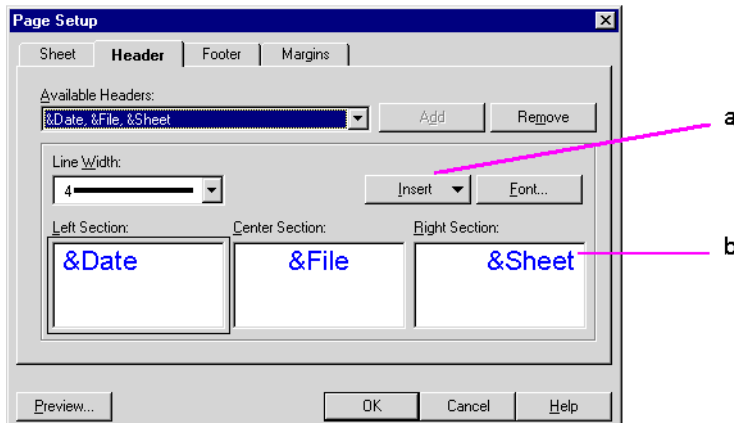 Page Setup
Sheet Header Footer Margins
Available Headers:
&Date, &File, &Sheet Add Remove
a
Line Width:
4 Insert Font...
Left Section: Center Section: Right Section:
&Date &File &Sheet
b
Preview... OK Cancel Help